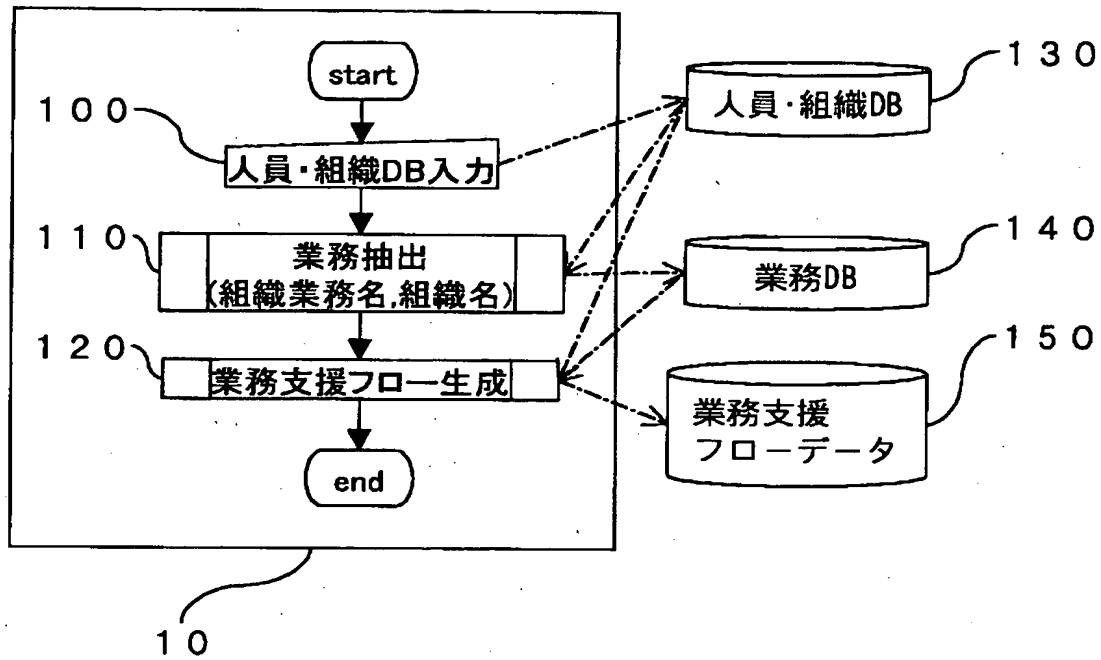 start
１００
人員・組織DB入力
１１０
業務抽出
(組織業務名,組織名)
１２０
業務支援フロー生成
end
１０
１３０
人員・組織DB
１４０
業務DB
１５０
業務支援
フローデータ